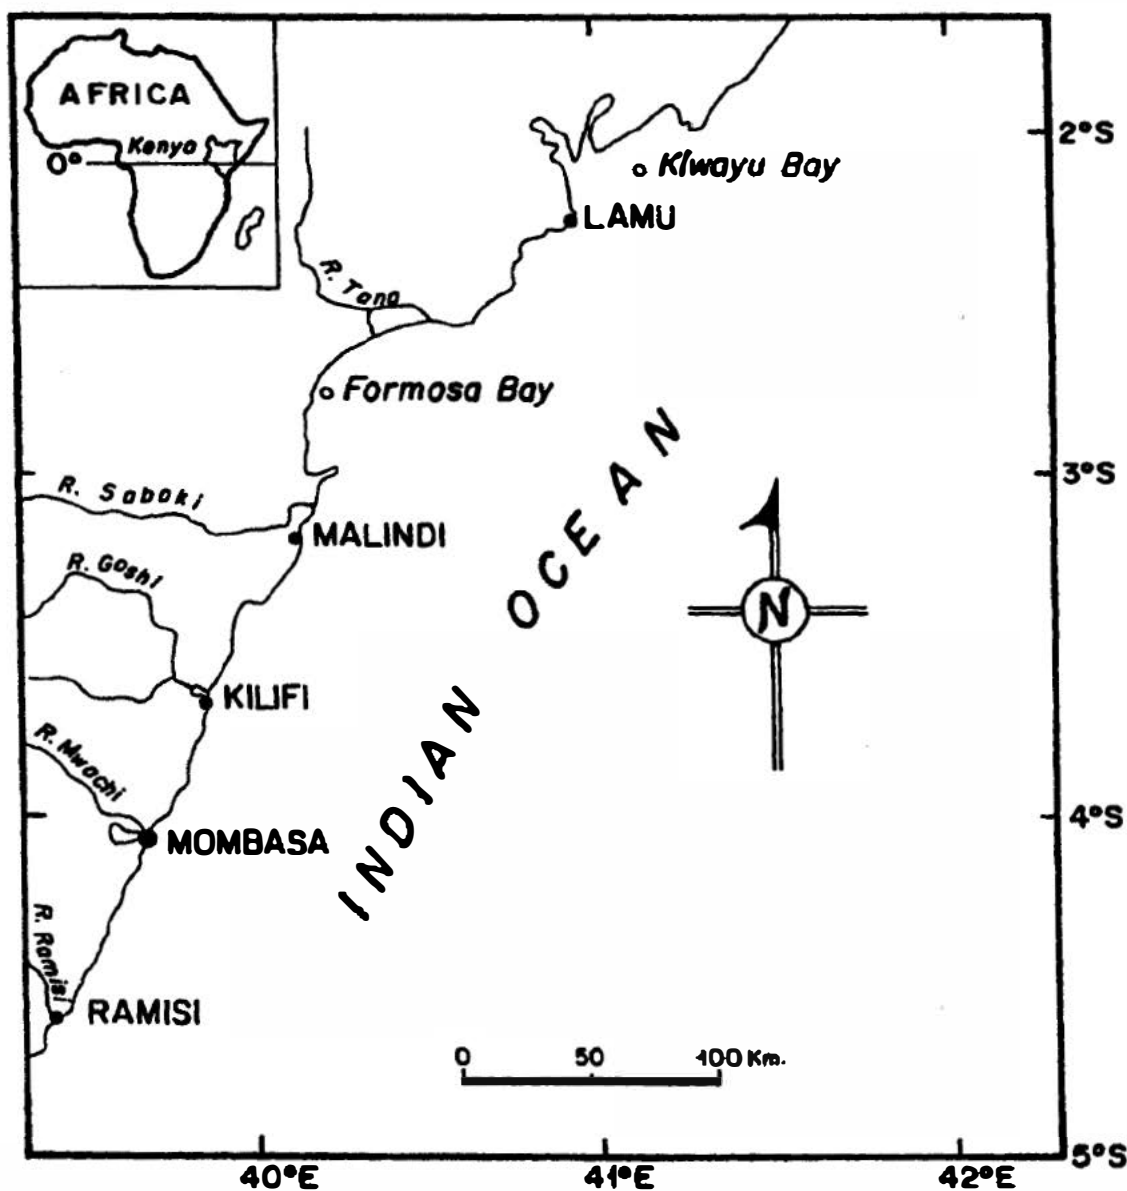 AFRICA
Kenya
0°
2°S
Kiwayu Bay
LAMU
R. Tana
Formosa Bay
3°S
R. Sabaki
MALINDI
R. Goshi
INDIAN OCEAN
N
KILIFI
R. Mwachi
4°S
MOMBASA
R. Ramisi
RAMISI
0 50 100 Km.
5°S
40°E 41°E 42°E